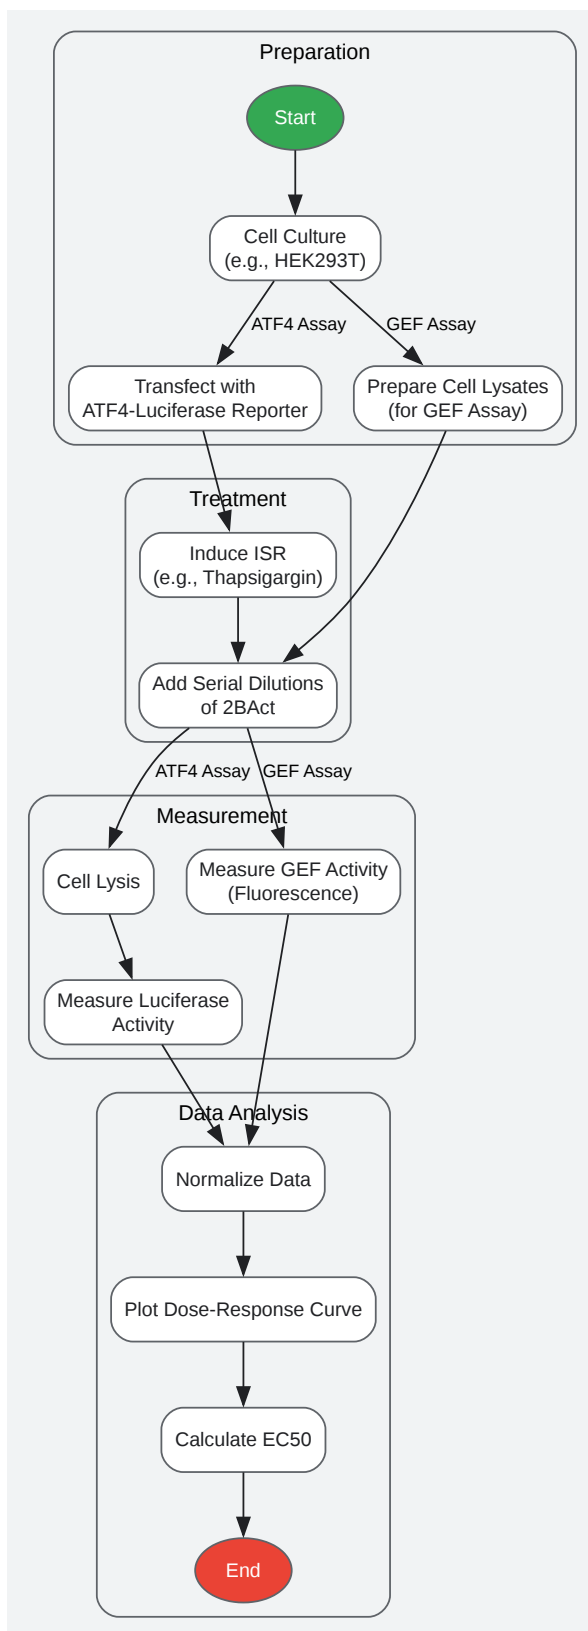 Preparation
Start
Cell Culture
(e.g., HEK293T)
ATF4 Assay
GEF Assay
Transfect with
ATF4-Luciferase Reporter
Prepare Cell Lysates
(for GEF Assay)
Treatment
Induce ISR
(e.g., Thapsigargin)
Add Serial Dilutions
of 2BAct
ATF4 Assay
GEF Assay
Measurement
Cell Lysis
Measure GEF Activity
(Fluorescence)
Measure Luciferase
Activity
Data Analysis
Normalize Data
Plot Dose-Response Curve
Calculate EC50
End